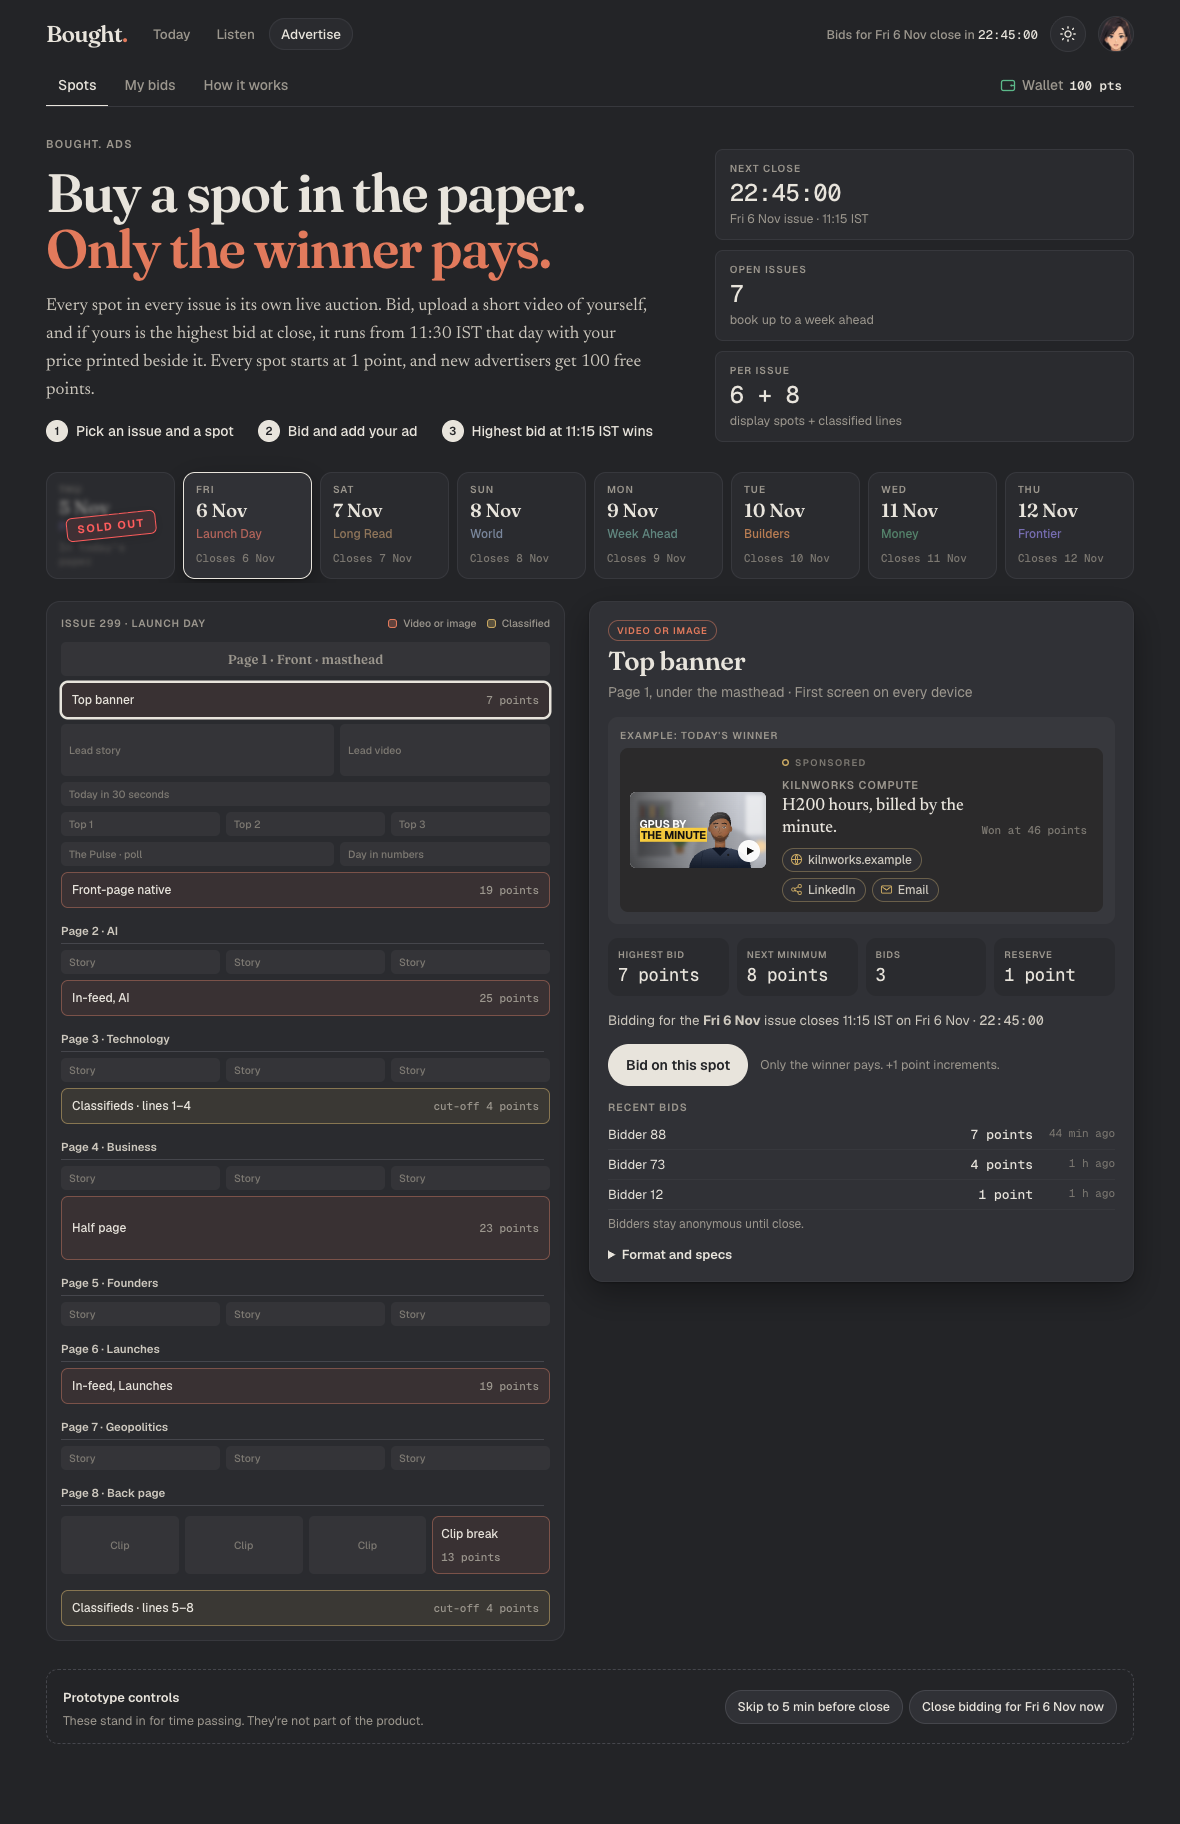 Bought.
Today
Listen
Advertise
Bids for Fri 6 Nov close in 22:45:00
Spots
My bids
How it works
Wallet 100 pts
BOUGHT. ADS
Buy a spot in the paper.
Only the winner pays.
Every spot in every issue is its own live auction. Bid, upload a short video of yourself,
and if yours is the highest bid at close, it runs from 11:30 IST that day with your
price printed beside it. Every spot starts at 1 point, and new advertisers get 100 free
points.
1 Pick an issue and a spot
2 Bid and add your ad
3 Highest bid at 11:15 IST wins
NEXT CLOSE
22:45:00
Fri 6 Nov issue · 11:15 IST
OPEN ISSUES
7
book up to a week ahead
PER ISSUE
6 + 8
display spots + classified lines
5 Nov
SOLD OUT
FRI
6 Nov
Launch Day
Closes 6 Nov
SAT
7 Nov
Long Read
Closes 7 Nov
SUN
8 Nov
World
Closes 8 Nov
MON
9 Nov
Week Ahead
Closes 9 Nov
TUE
10 Nov
Builders
Closes 10 Nov
WED
11 Nov
Money
Closes 11 Nov
THU
12 Nov
Frontier
Closes 12 Nov
ISSUE 299 · LAUNCH DAY
Video or image
Classified
Page 1 · Front · masthead
Top banner 7 points
Lead story
Lead video
Today in 30 seconds
Top 1
Top 2
Top 3
The Pulse · poll
Day in numbers
Front-page native 19 points
Page 2 · AI
Story
Story
Story
In-feed, AI 25 points
Page 3 · Technology
Story
Story
Story
Classifieds · lines 1–4 cut-off 4 points
Page 4 · Business
Story
Story
Story
Half page 23 points
Page 5 · Founders
Story
Story
Story
Page 6 · Launches
In-feed, Launches 19 points
Page 7 · Geopolitics
Story
Story
Story
Page 8 · Back page
Clip
Clip
Clip
Clip break
13 points
Classifieds · lines 5–8 cut-off 4 points
VIDEO OR IMAGE
Top banner
Page 1, under the masthead · First screen on every device
EXAMPLE: TODAY'S WINNER
GPUS BY
THE MINUTE
SPONSORED
KILNWORKS COMPUTE
H200 hours, billed by the
minute.
Won at 46 points
kilnworks.example
LinkedIn
Email
HIGHEST BID
7 points
NEXT MINIMUM
8 points
BIDS
3
RESERVE
1 point
Bidding for the Fri 6 Nov issue closes 11:15 IST on Fri 6 Nov · 22:45:00
Bid on this spot
Only the winner pays. +1 point increments.
RECENT BIDS
Bidder 88 7 points 44 min ago
Bidder 73 4 points 1 h ago
Bidder 12 1 point 1 h ago
Bidders stay anonymous until close.
Format and specs
Prototype controls
These stand in for time passing. They're not part of the product.
Skip to 5 min before close
Close bidding for Fri 6 Nov now